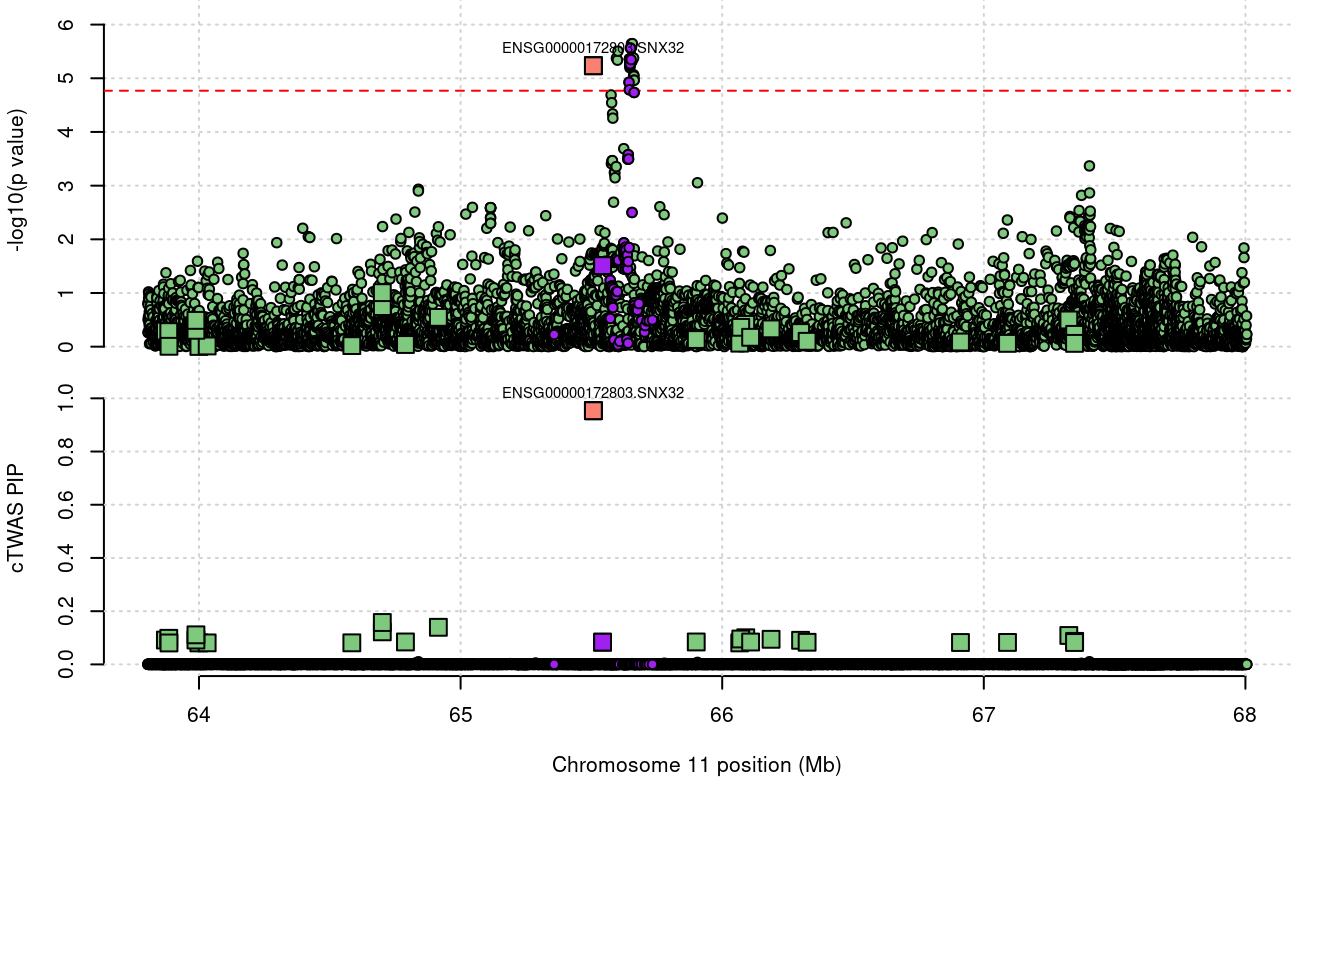 6
5
4
3
2
1
0
-log10(p value)
ENSG00000172803.SNX32
1.0
0.8
0.6
0.4
0.2
0.0
cTWAS PIP
ENSG00000172803.SNX32
64 65 66 67 68
Chromosome 11 position (Mb)